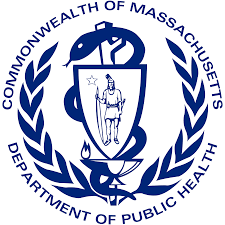 COMMONWEALTH OF MASSACHUSETTS
DEPARTMENT OF PUBLIC HEALTH